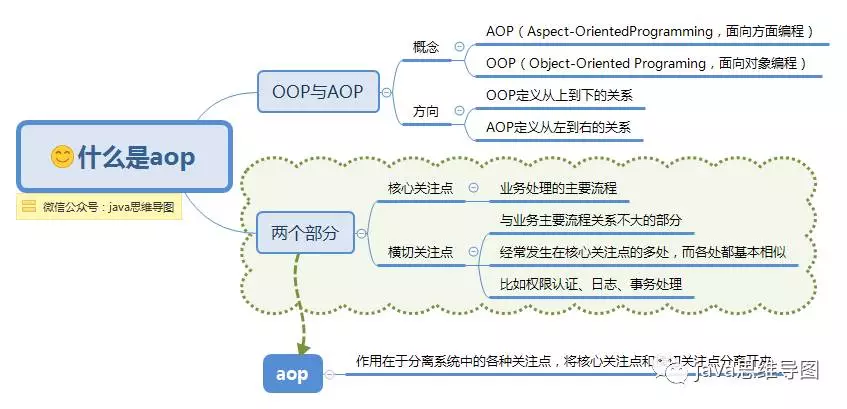 AOP（Aspect-OrientedProgramming，面向方面编程）
概念
OOP（Object-Oriented Programing，面向对象编程）
OOP与AOP
OOP定义从上到下的关系
方向
AOP定义从左到右的关系
什么是aop
微信公众号：java思维导图
核心关注点
业务处理的主要流程
两个部分
与业务主要流程关系不大的部分
横切关注点
经常发生在核心关注点的多处，而各处都基本相似
比如权限认证、日志、事务处理
aop
作用在于分离系统中的各种关注点，将核心关注点和切关注点分离开来
java思维导图